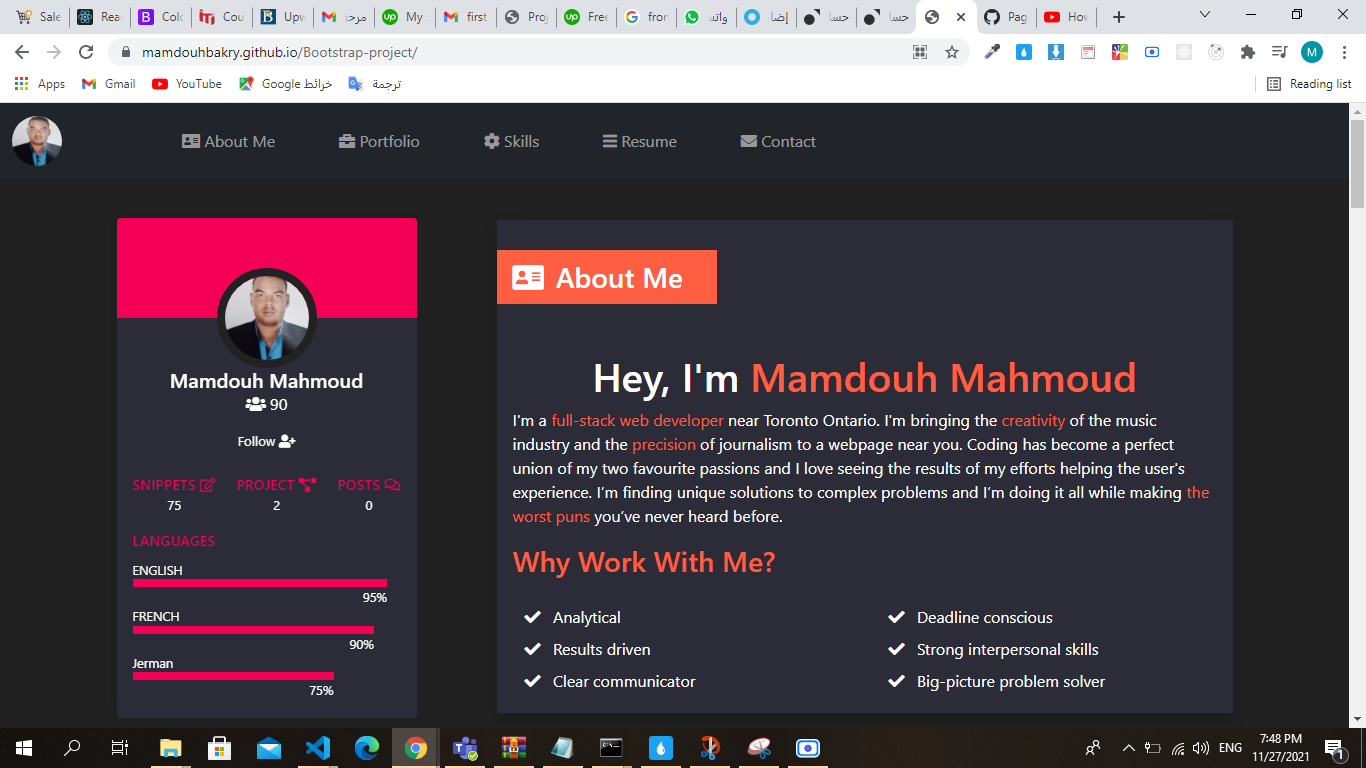 Sale
Rea
Colo
Cou
Upw
مرحـ
My
first
Proj
Free
fron
واتس
إضا
حسا
حسا
Pag
How
mamdouhbakry.github.io/Bootstrap-project/
M
Apps
Gmail
YouTube
خرائط Google
ترجمة
Reading list
About Me
Portfolio
Skills
Resume
Contact
Mamdouh Mahmoud
90
Follow
SNIPPETS PROJECT POSTS
75 2 0
LANGUAGES
ENGLISH
95%
FRENCH
90%
Jerman
75%
About Me
Hey, I'm Mamdouh Mahmoud
I'm a full-stack web developer near Toronto Ontario. I'm bringing the creativity of the music
industry and the precision of journalism to a webpage near you. Coding has become a perfect
union of my two favourite passions and I love seeing the results of my efforts helping the user's
experience. I'm finding unique solutions to complex problems and I'm doing it all while making the
worst puns you've never heard before.
Why Work With Me?
Analytical
Deadline conscious
Results driven
Strong interpersonal skills
Clear communicator
Big-picture problem solver
ENG
7:48 PM
11/27/2021
1